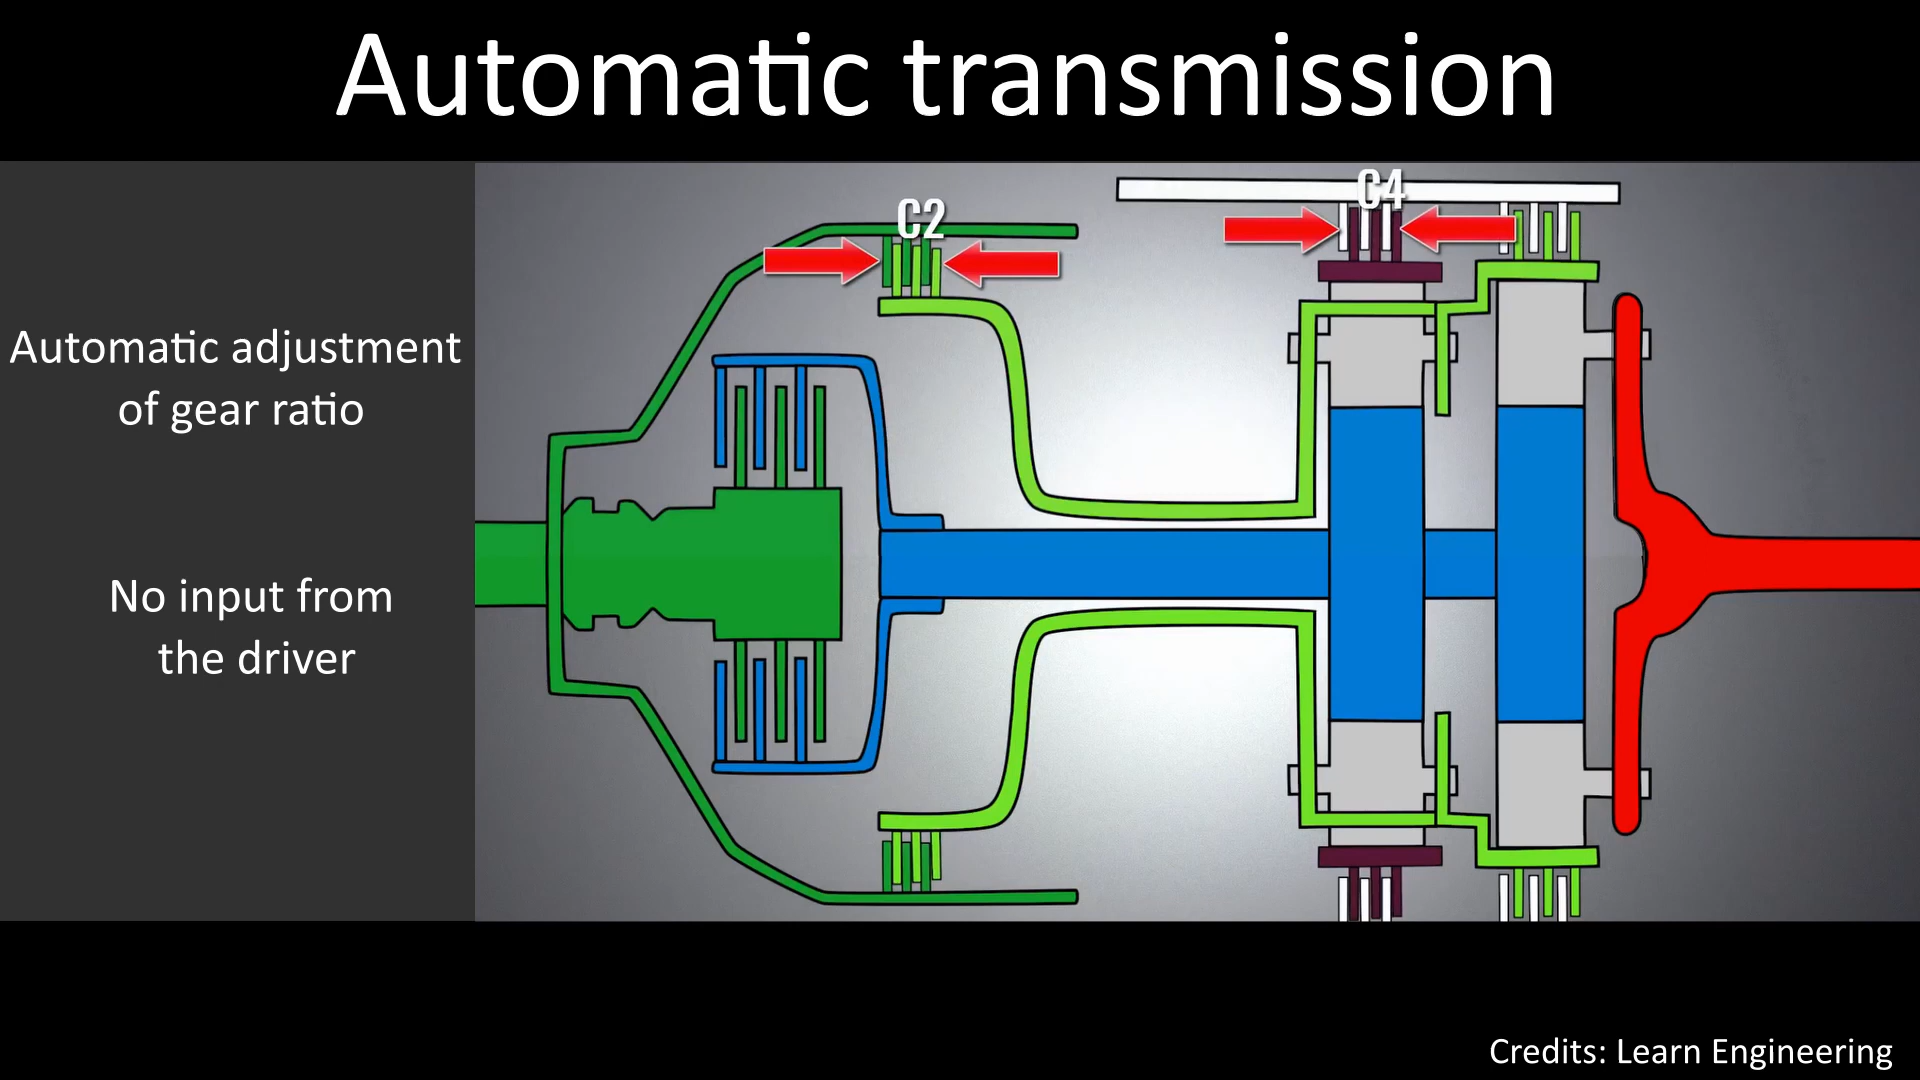 Automatic transmission
C2
C4
Automatic adjustment
of gear ratio
No input from
the driver
Credits: Learn Engineering